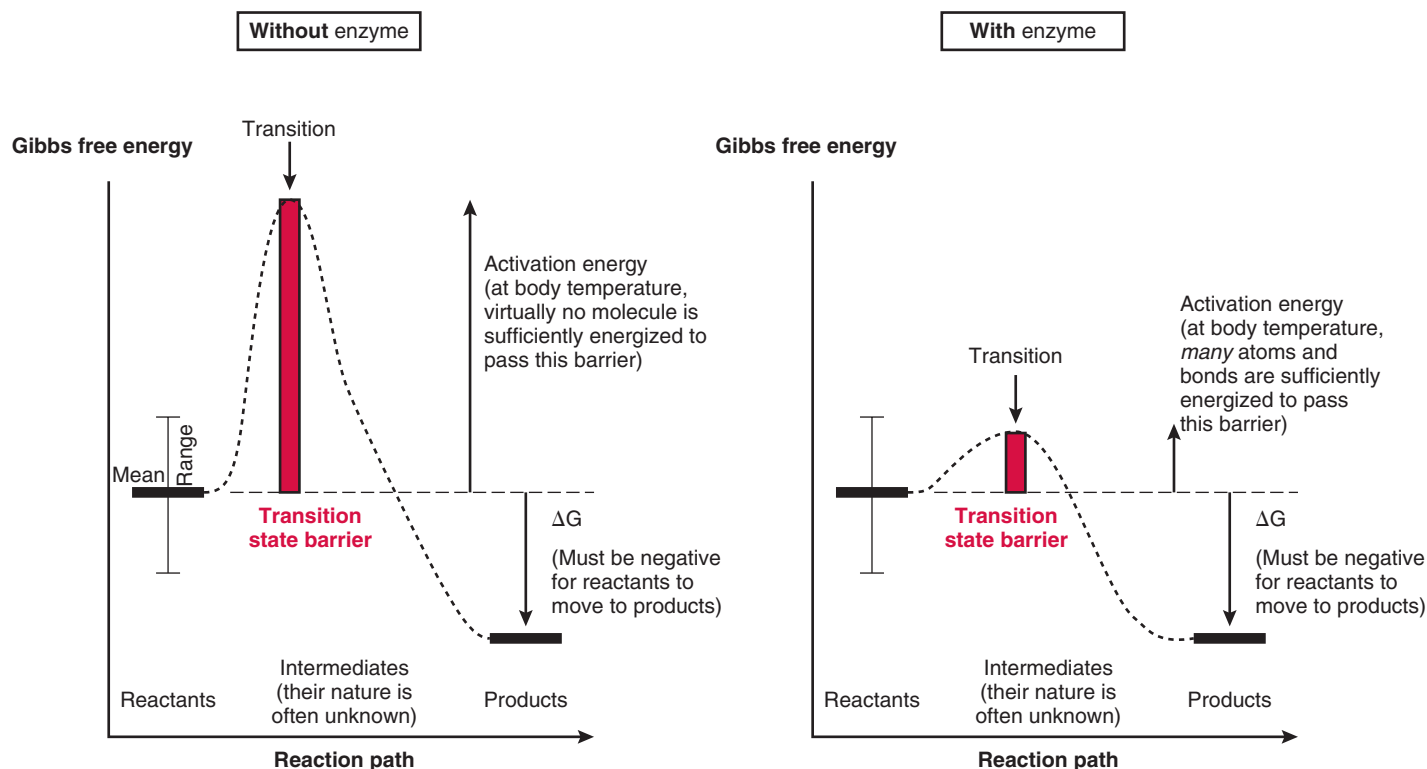 Without enzyme
Gibbs free energy
Transition
Activation energy
(at body temperature,
virtually no molecule is
sufficiently energized to
pass this barrier)
Mean
Range
Transition
state barrier
ΔG
(Must be negative
for reactants to
move to products)
Reactants
Intermediates
(their nature is
often unknown)
Products
Reaction path
With enzyme
Gibbs free energy
Transition
Activation energy
(at body temperature,
many atoms and
bonds are sufficiently
energized to pass
this barrier)
Transition
state barrier
ΔG
(Must be negative
for reactants to
move to products)
Reactants
Intermediates
(their nature is
often unknown)
Products
Reaction path